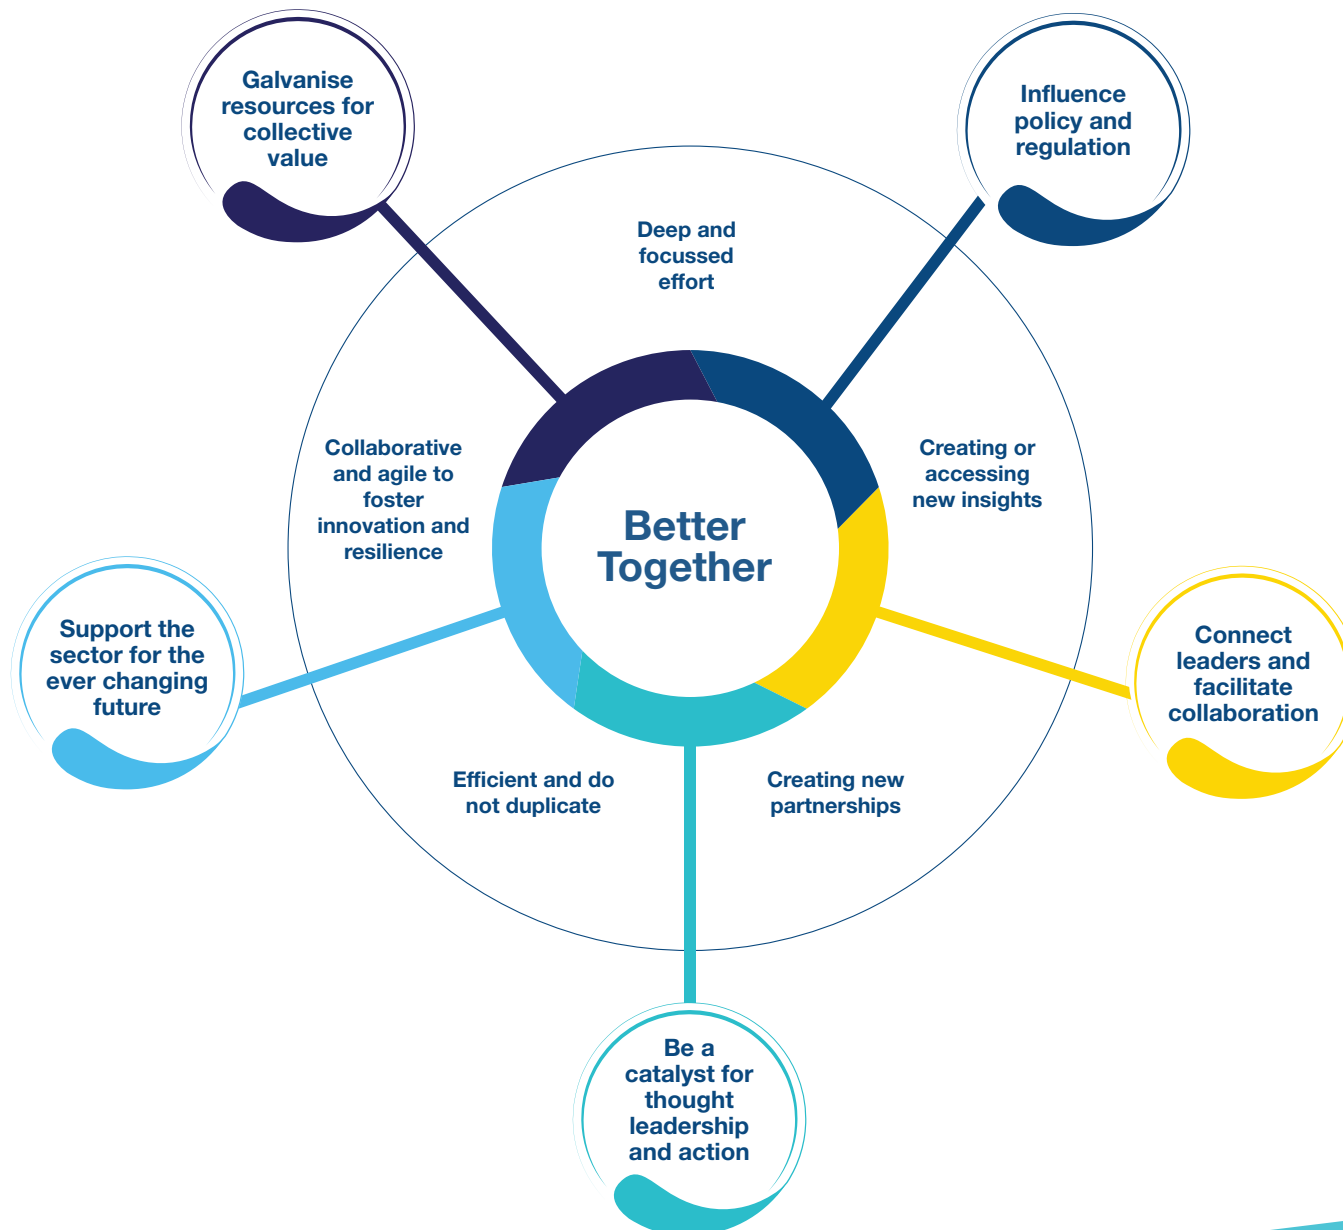 Galvanise
resources for
collective
value
Influence
policy and
regulation
Deep and
focussed
effort
Collaborative
and agile to
foster
innovation and
resilience
Creating or
accessing
new insights
Better
Together
Support the
sector for the
ever changing
future
Connect
leaders and
facilitate
collaboration
Efficient and do
not duplicate
Creating new
partnerships
Be a
catalyst for
thought
leadership
and action